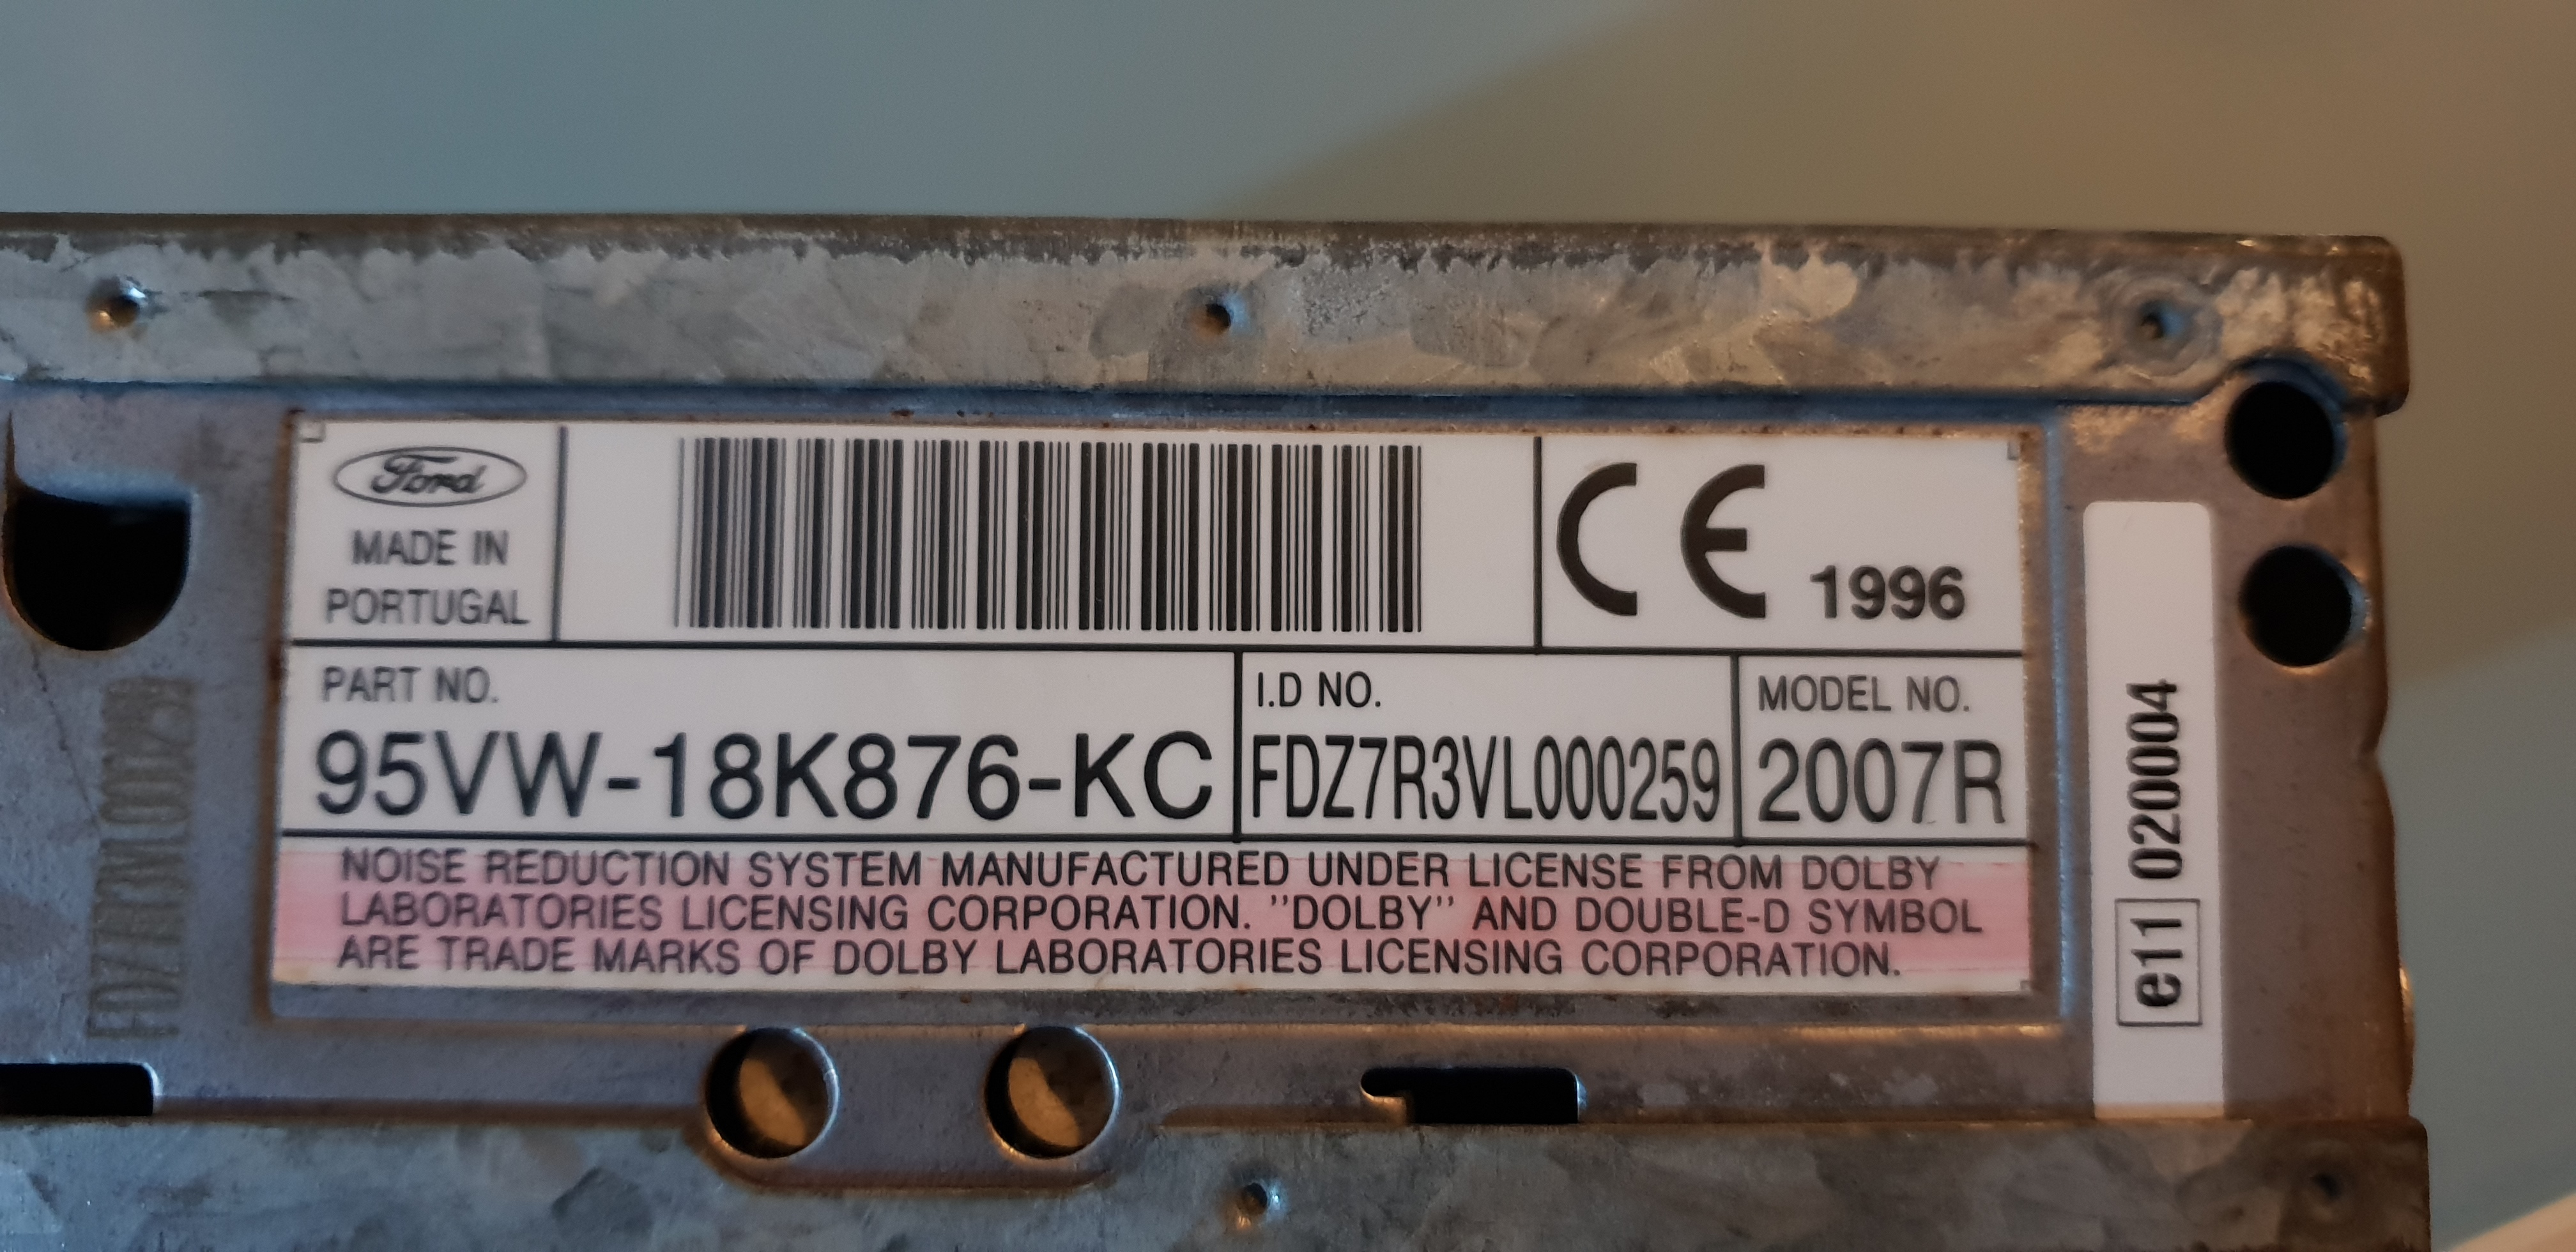 Ford
MADE IN
PORTUGAL
CE 1996
PART NO.
95VW-18K876-KC
I.D NO.
FDZ7R3VL000259
MODEL NO.
2007R
NOISE REDUCTION SYSTEM MANUFACTURED UNDER LICENSE FROM DOLBY
LABORATORIES LICENSING CORPORATION. "DOLBY" AND DOUBLE-D SYMBOL
ARE TRADE MARKS OF DOLBY LABORATORIES LICENSING CORPORATION.
e11 020004